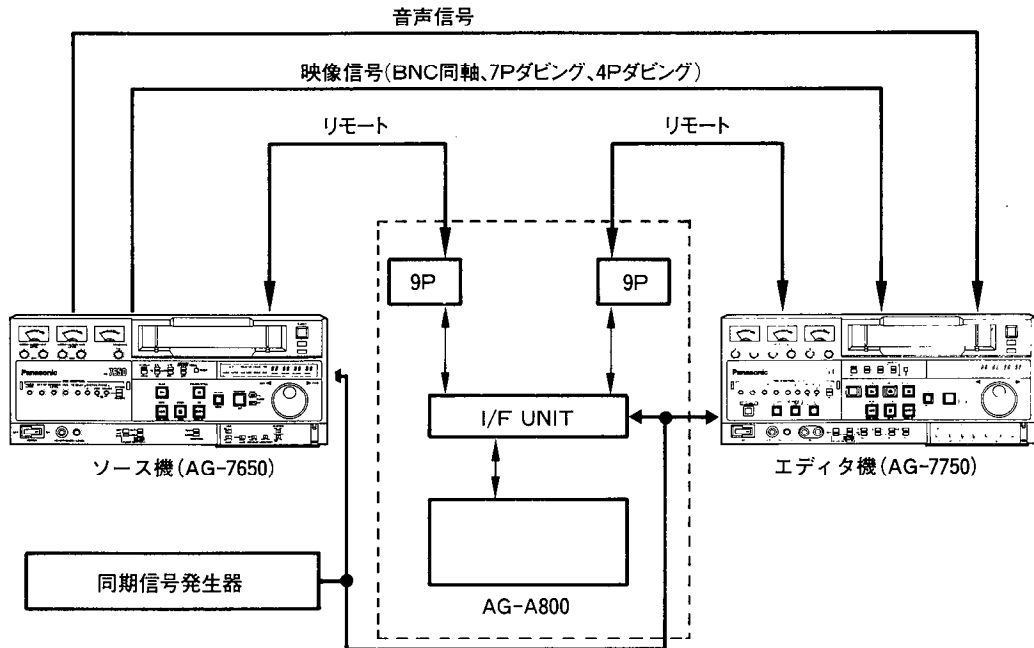 音声信号
映像信号(BNC同軸、7Pダビング、4Pダビング)
リモート
リモート
9P
9P
Panasonic
Panasonic
I/F UNIT
ソース機(AG-7650)
エディタ機(AG-7750)
同期信号発生器
AG-A800